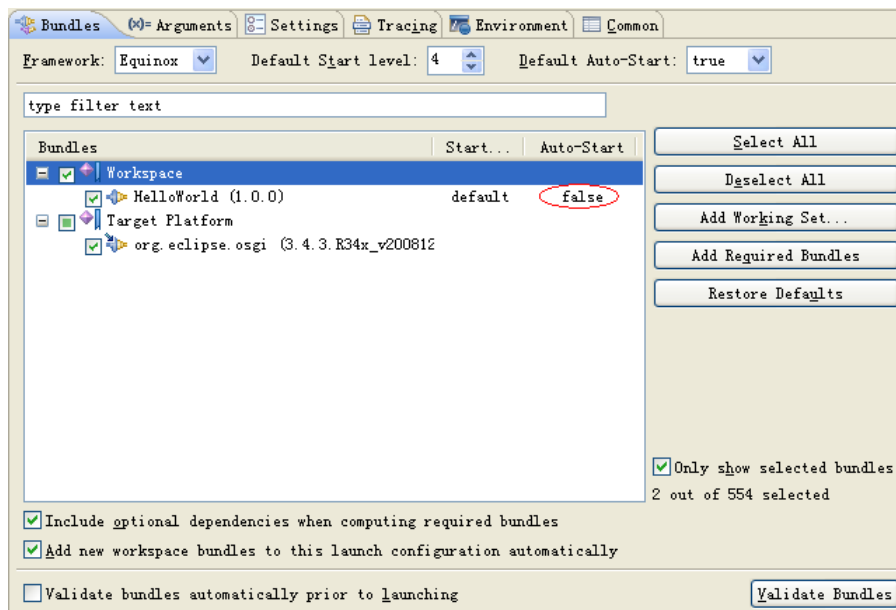 Bundles (x)= Arguments Settings Tracing Environment Common
Framework: Equinox Default Start level: 4 Default Auto-Start: true
type filter text
Bundles Start... Auto-Start
Workspace
HelloWorld (1.0.0) default false
Target Platform
org.eclipse.osgi (3.4.3.R34x_v200812
Select All
Deselect All
Add Working Set...
Add Required Bundles
Restore Defaults
Only show selected bundles
2 out of 554 selected
Include optional dependencies when computing required bundles
Add new workspace bundles to this launch configuration automatically
Validate bundles automatically prior to launching
Validate Bundles